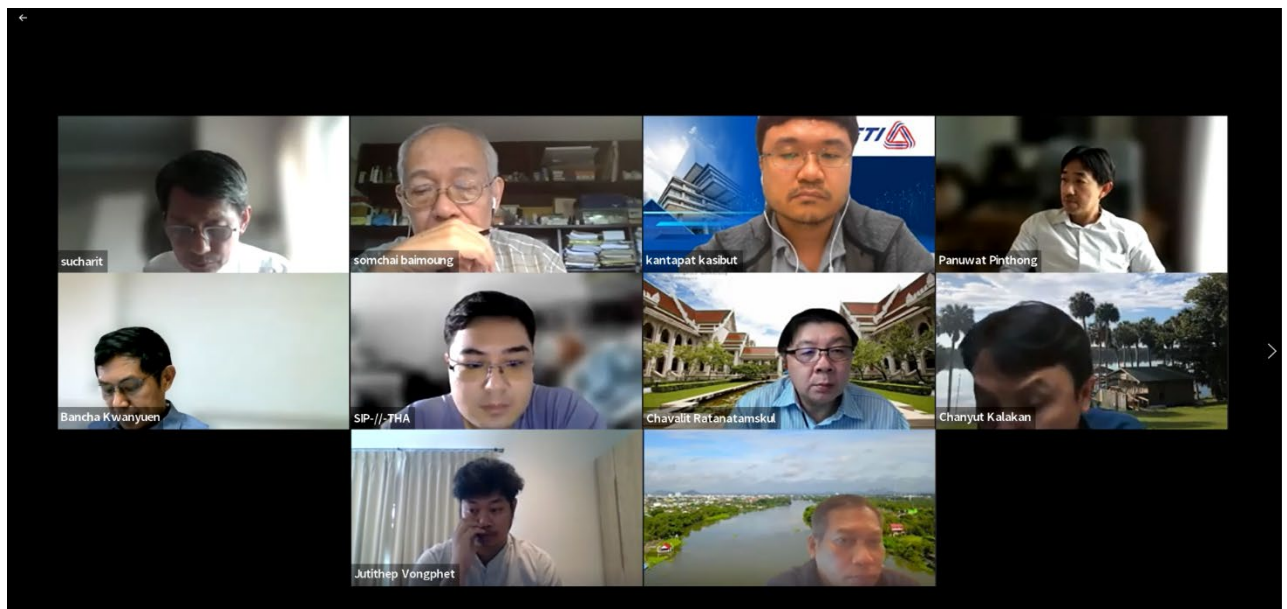 sucharit
somchai baimoung
kantapat kasibut
TI
Panuwat Pinthong
Bancha Kwanyuen
SIP-//-THA
Chavalit Ratanatamskul
Chanyut Kalakan
Jutithep Vongphet